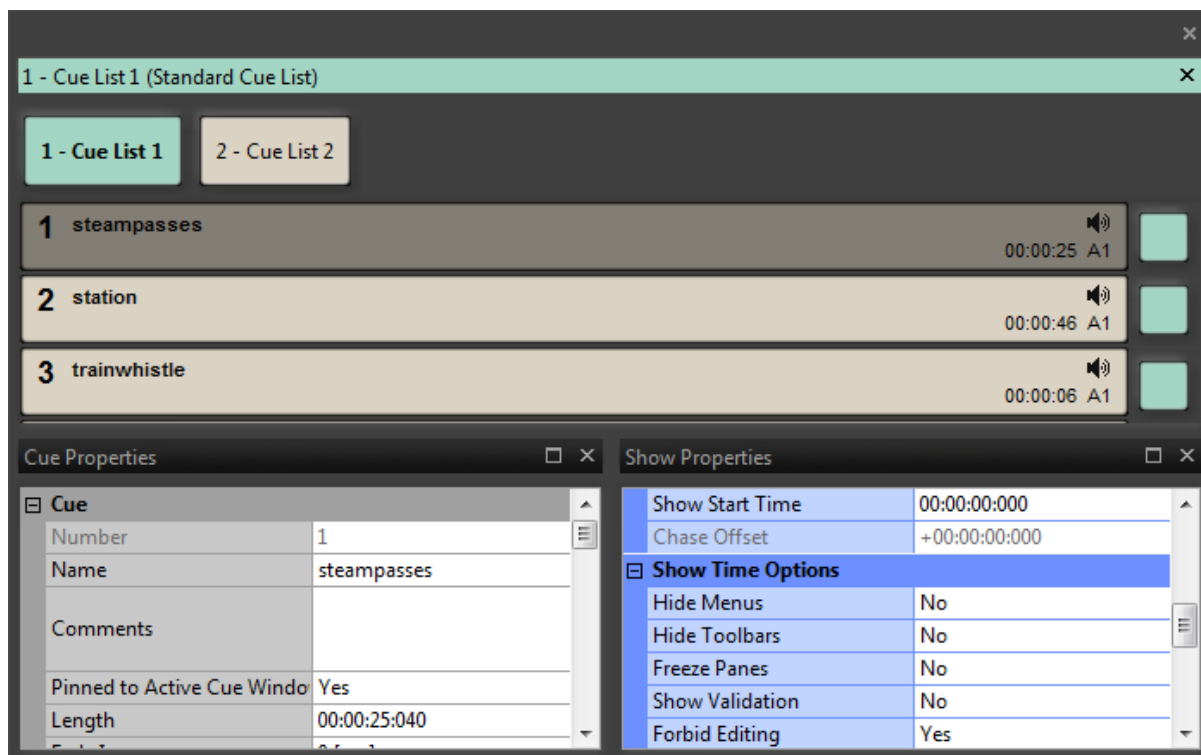 1 - Cue List 1 (Standard Cue List)
1 - Cue List 1
2 - Cue List 2
1 steampasses
00:00:25 A1
2 station
00:00:46 A1
3 trainwhistle
00:00:06 A1
Cue Properties
Cue
Number 1
Name steampasses
Comments
Pinned to Active Cue Windo Yes
Length 00:00:25:040
Show Properties
Show Start Time 00:00:00:000
Chase Offset +00:00:00:000
Show Time Options
Hide Menus No
Hide Toolbars No
Freeze Panes No
Show Validation No
Forbid Editing Yes